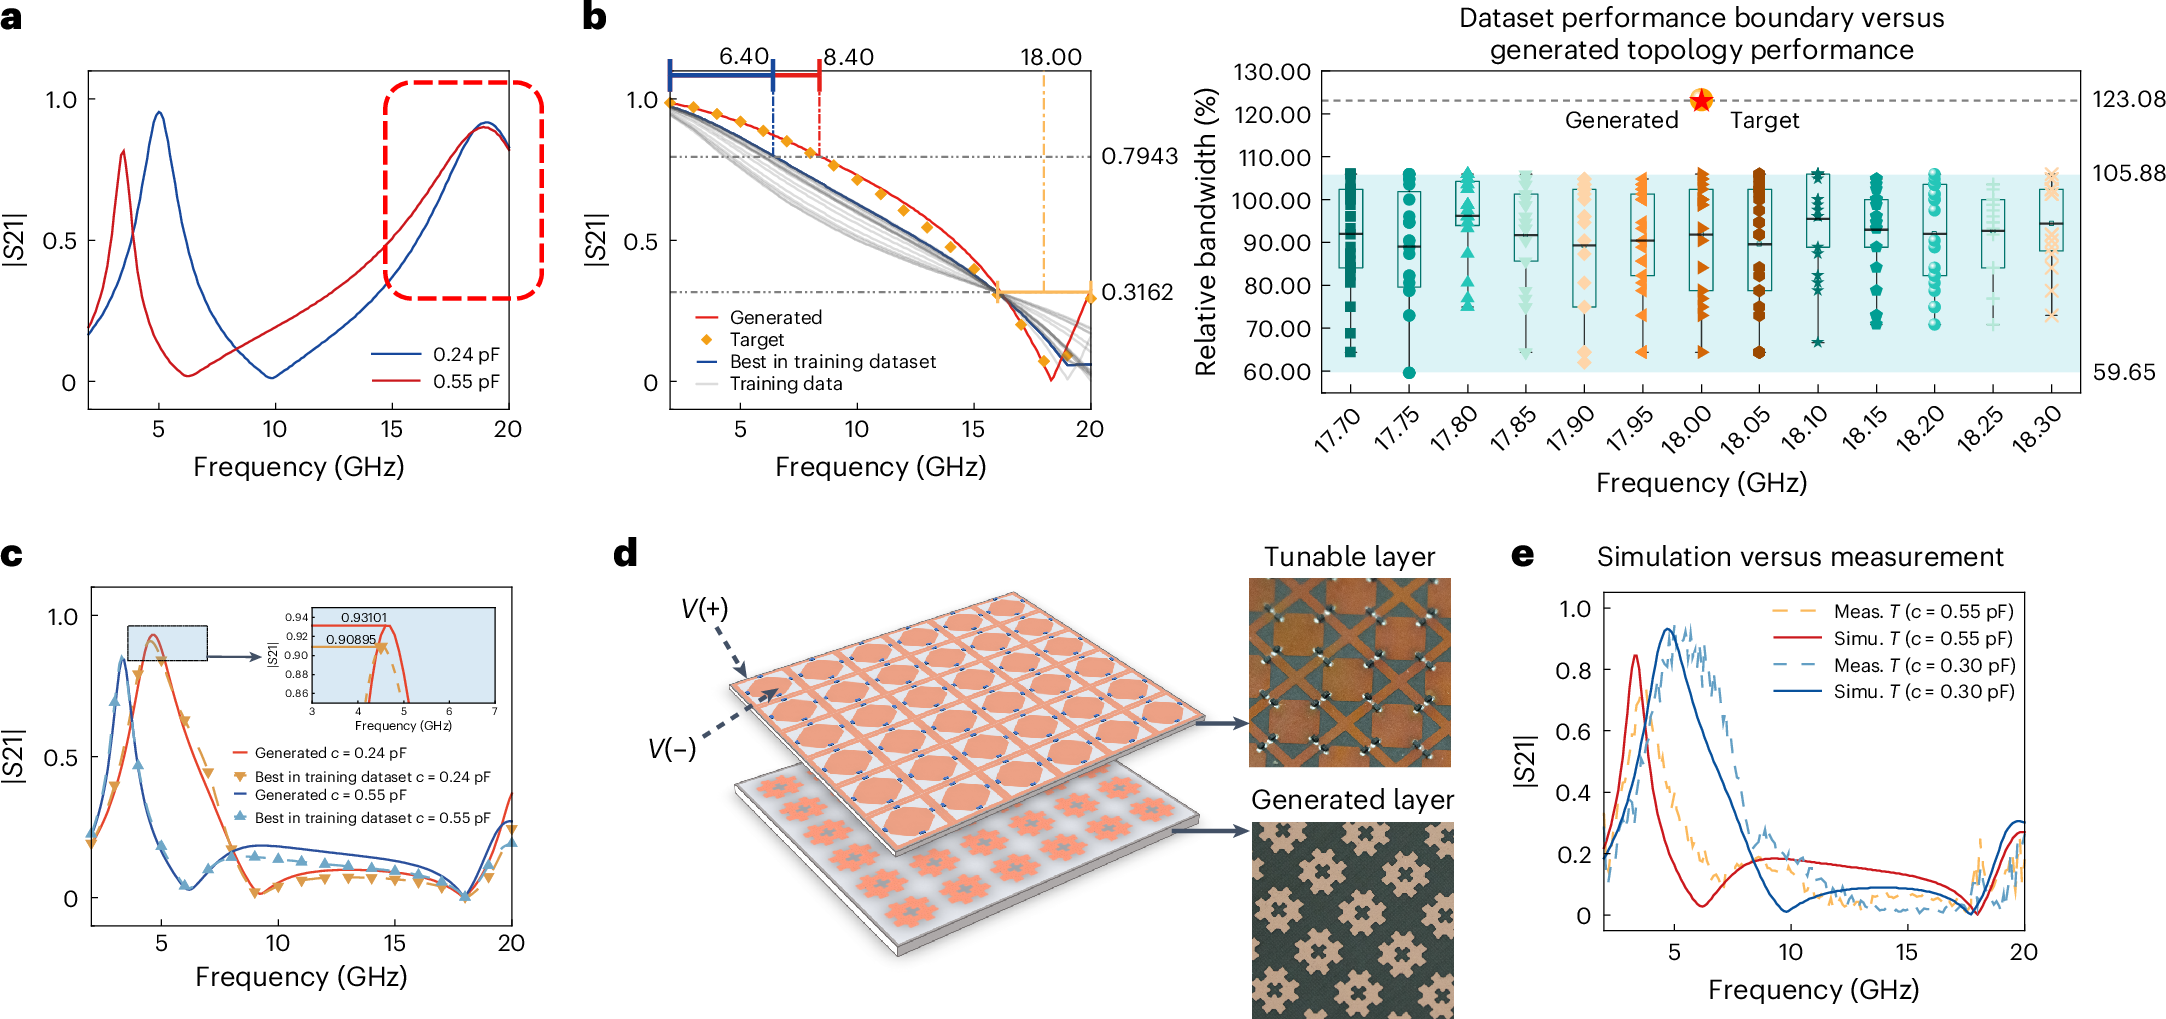 a
1.0
0.5
0
|S21|
0.24 pF
0.55 pF
5
10
15
20
Frequency (GHz)
b
6.40
8.40
18.00
1.0
0.5
0
|S21|
0.7943
0.3162
Generated
Target
Best in training dataset
Training data
5
10
15
20
Frequency (GHz)
Dataset performance boundary versus
generated topology performance
Relative bandwidth (%)
130.00
120.00
110.00
100.00
90.00
80.00
70.00
60.00
Generated
Target
123.08
105.88
59.65
17.70
17.75
17.80
17.85
17.90
17.95
18.00
18.05
18.10
18.15
18.20
18.25
18.30
Frequency (GHz)
c
1.0
0.5
0
|S21|
0.94
0.92
0.90
0.88
0.86
|S21|
0.93101
0.90895
3
4
5
6
7
Frequency (GHz)
Generated c = 0.24 pF
Best in training dataset c = 0.24 pF
Generated c = 0.55 pF
Best in training dataset c = 0.55 pF
5
10
15
20
Frequency (GHz)
d
V(+)
V(−)
Tunable layer
Generated layer
e
Simulation versus measurement
1.0
0.8
0.6
0.4
0.2
0
|S21|
Meas. T (c = 0.55 pF)
Simu. T (c = 0.55 pF)
Meas. T (c = 0.30 pF)
Simu. T (c = 0.30 pF)
5
10
15
20
Frequency (GHz)